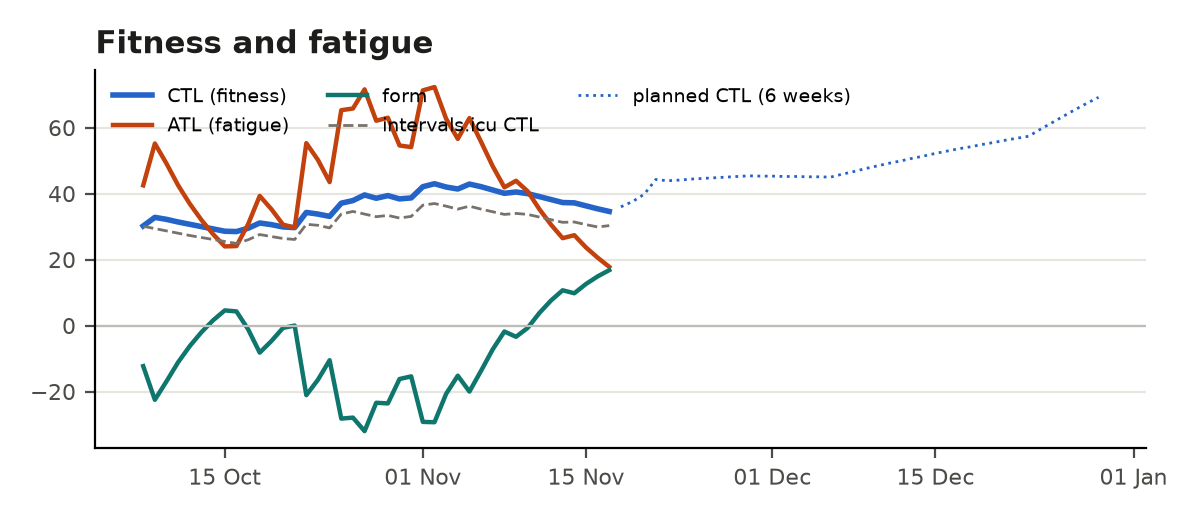 Fitness and fatigue
CTL (fitness)
ATL (fatigue)
form
intervals.icu CTL
planned CTL (6 weeks)
60
40
20
0
−20
15 Oct
01 Nov
15 Nov
01 Dec
15 Dec
01 Jan